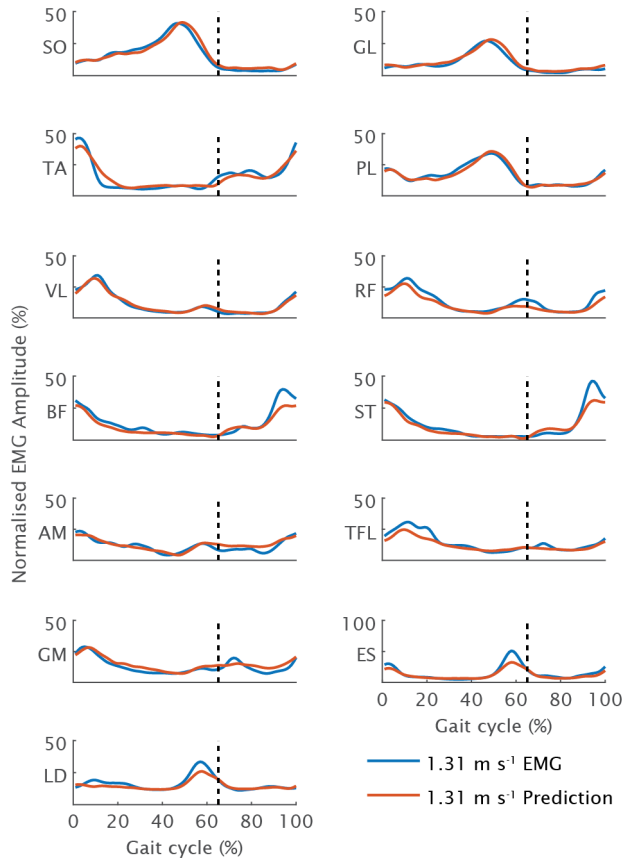 50
SO
50
GL
50
TA
50
PL
50
VL
50
RF
50
BF
50
ST
50
AM
50
TFL
50
GM
100
ES
0 20 40 60 80 100
Gait cycle (%)
50
LD
0 20 40 60 80 100
Gait cycle (%)
Normalised EMG Amplitude (%)
1.31 m s⁻¹ EMG
1.31 m s⁻¹ Prediction